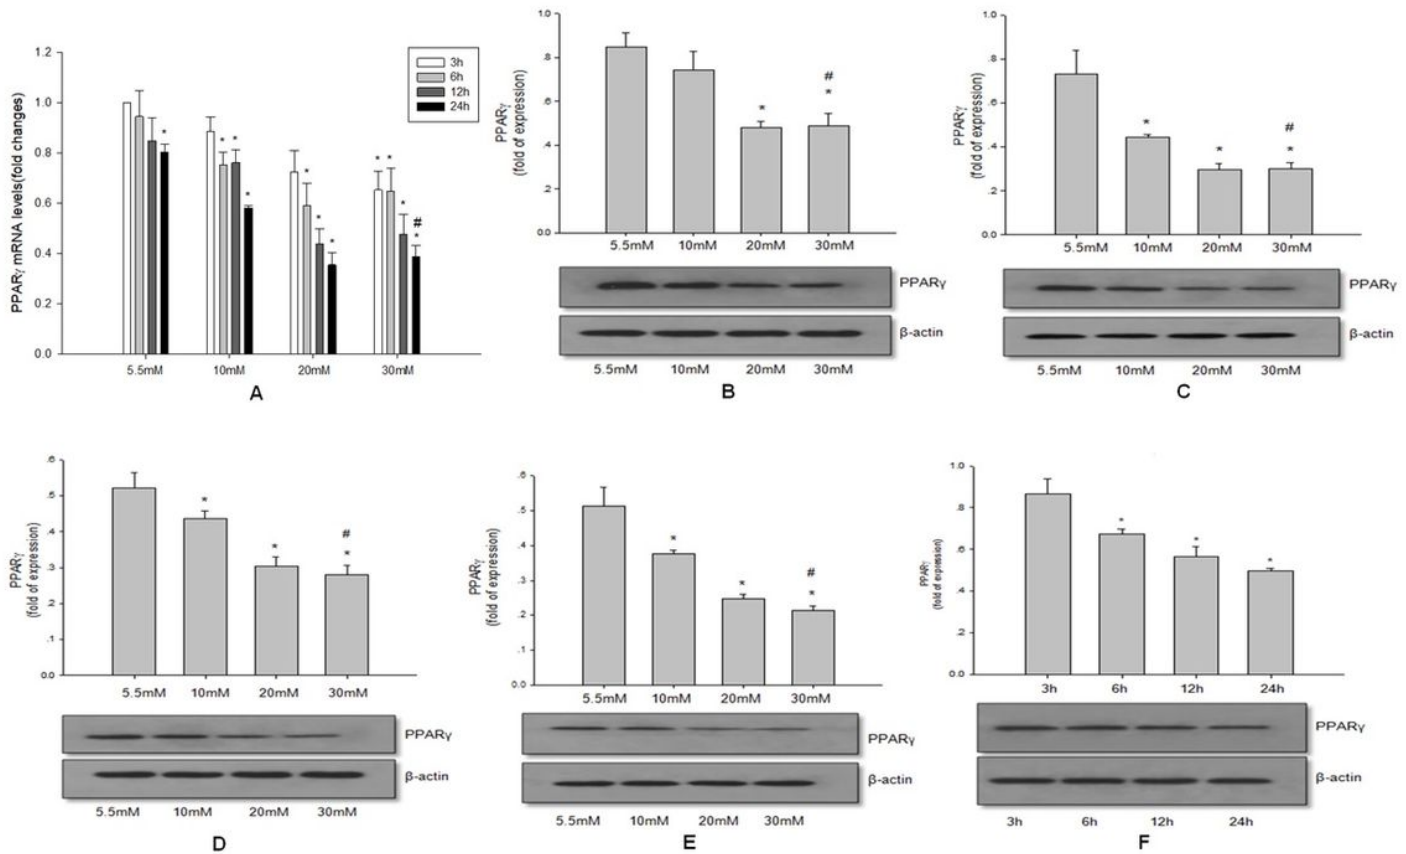 PPARγ mRNA levels(fold changes)
1.2
1.0
0.8
0.6
0.4
0.2
0.0
3h
6h
12h
24h
*
* * *
* * *
* * * * #
5.5mM 10mM 20mM 30mM
A
PPARγ
(fold of expression)
1.0
.8
.6
.4
.2
0.0
*
#
*
5.5mM 10mM 20mM 30mM
PPARγ
β-actin
5.5mM 10mM 20mM 30mM
B
PPARγ
(fold of expression)
1.0
.8
.6
.4
.2
0.0
*
*
#
*
5.5mM 10mM 20mM 30mM
PPARγ
β-actin
5.5mM 10mM 20mM 30mM
C
PPARγ
(fold of expression)
.6
.5
.4
.3
.2
.1
0.0
*
*
#
*
5.5mM 10mM 20mM 30mM
PPARγ
β-actin
5.5mM 10mM 20mM 30mM
D
PPARγ
(fold of expression)
.6
.5
.4
.3
.2
.1
0.0
*
*
#
*
5.5mM 10mM 20mM 30mM
PPARγ
β-actin
5.5mM 10mM 20mM 30mM
E
PPARγ
(fold of expression)
1.0
.8
.6
.4
.2
0.0
*
*
*
3h 6h 12h 24h
PPARγ
β-actin
3h 6h 12h 24h
F